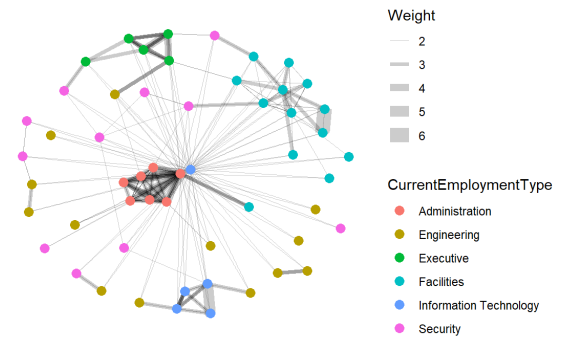 Weight
2
3
4
5
6
CurrentEmploymentType
Administration
Engineering
Executive
Facilities
Information Technology
Security